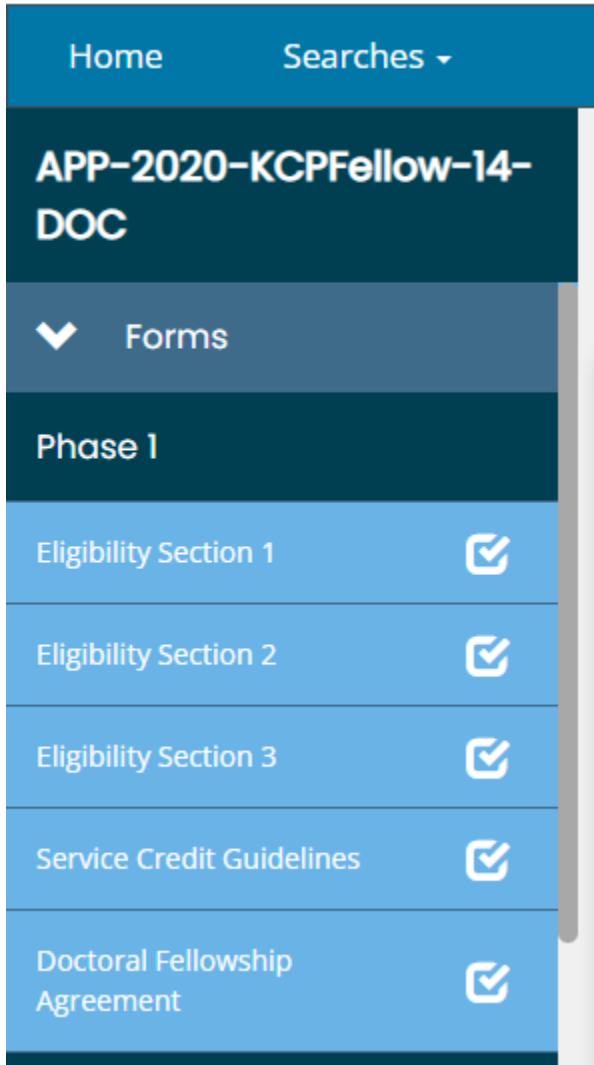 Home Searches
APP-2020-KCPFellow-14-
DOC
Forms
Phase 1
Eligibility Section 1
Eligibility Section 2
Eligibility Section 3
Service Credit Guidelines
Doctoral Fellowship
Agreement